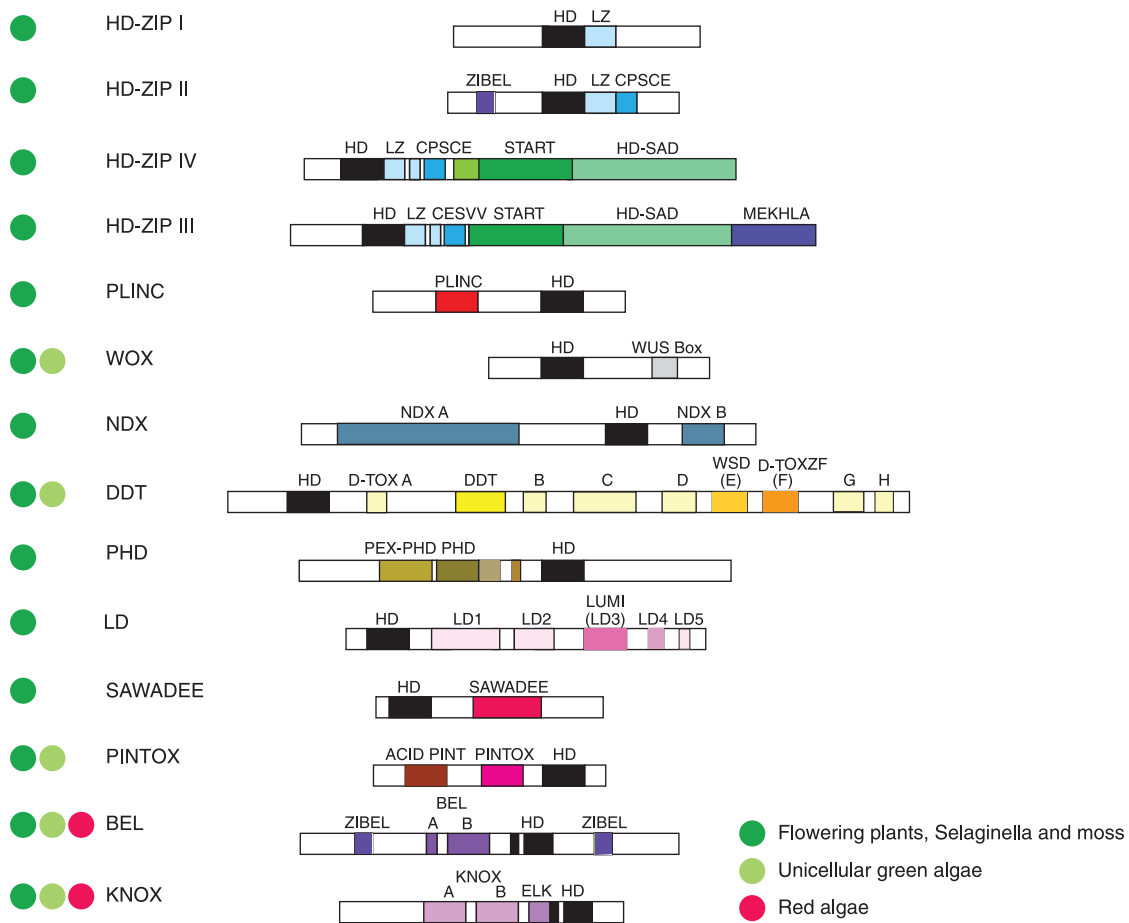 HD-ZIP I
HD LZ
HD-ZIP II
ZIBEL HD LZ CPSCE
HD-ZIP IV
HD LZ CPSCE START HD-SAD
HD-ZIP III
HD LZ CESVV START HD-SAD MEKHLA
PLINC
PLINC HD
WOX
HD WUS Box
NDX
NDX A HD NDX B
DDT
HD D-TOX A DDT B C D WSD (E) D-TOXZF (F) G H
PHD
PEX-PHD PHD HD
LD
HD LD1 LD2 LUMI (LD3) LD4 LD5
SAWADEE
HD SAWADEE
PINTOX
ACID PINT PINTOX HD
BEL
BEL
ZIBEL A B HD ZIBEL
KNOX
KNOX
A B ELK HD
Flowering plants, Selaginella and moss
Unicellular green algae
Red algae